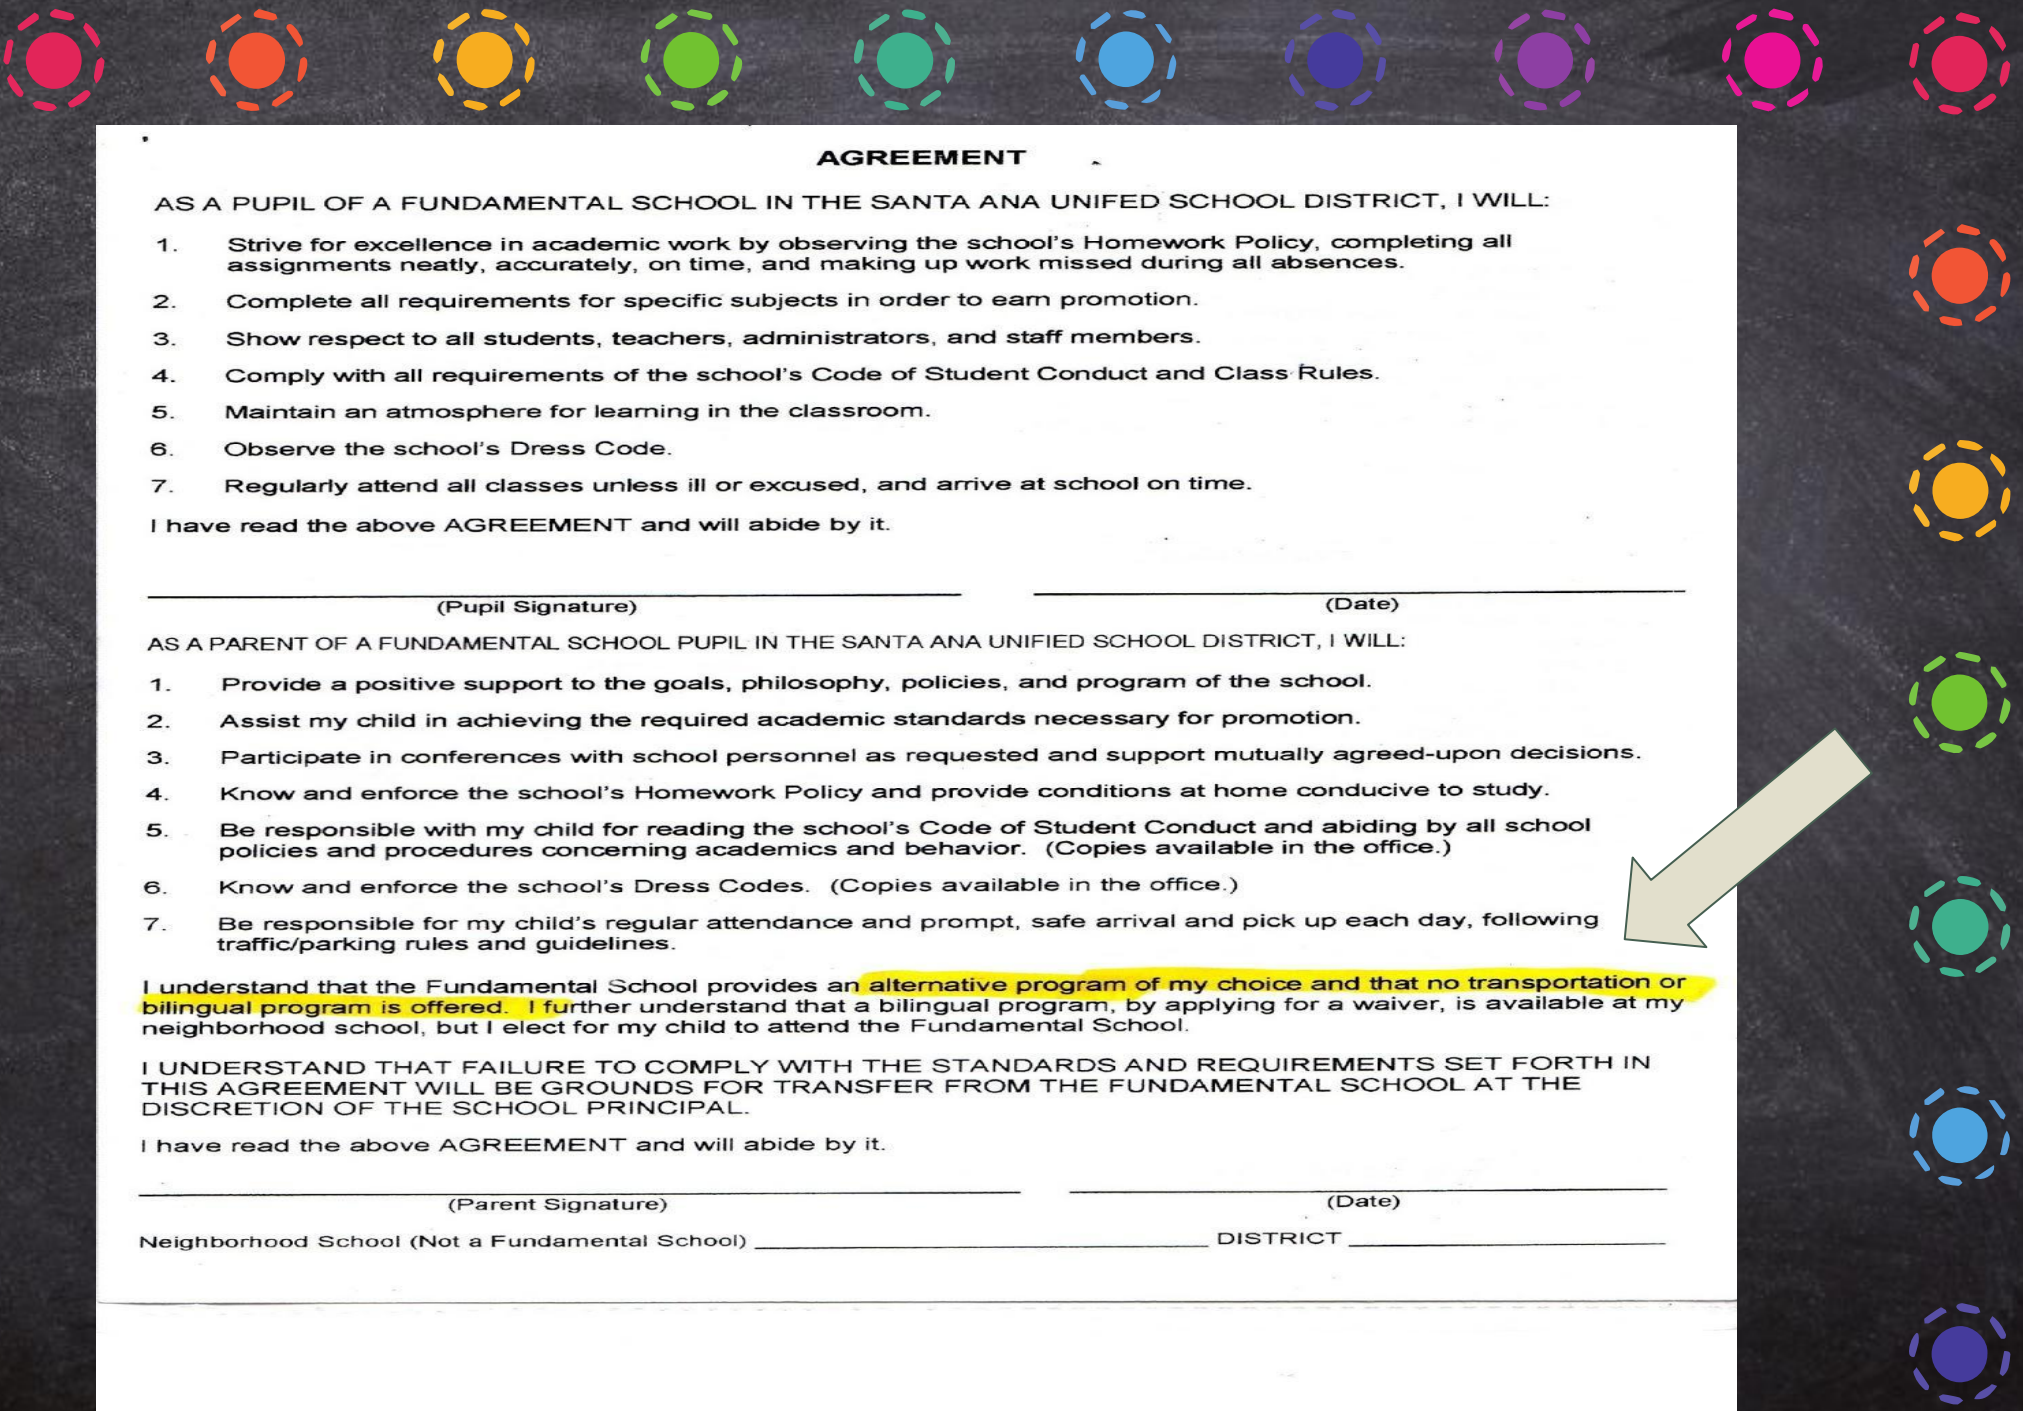 AGREEMENT
AS A PUPIL OF A FUNDAMENTAL SCHOOL IN THE SANTA ANA UNIFED SCHOOL DISTRICT, I WILL:
1. Strive for excellence in academic work by observing the school's Homework Policy, completing all
assignments neatly, accurately, on time, and making up work missed during all absences.
2. Complete all requirements for specific subjects in order to earn promotion.
3. Show respect to all students, teachers, administrators, and staff members.
4. Comply with all requirements of the school's Code of Student Conduct and Class Rules.
5. Maintain an atmosphere for learning in the classroom.
6. Observe the school's Dress Code.
7. Regularly attend all classes unless ill or excused, and arrive at school on time.
I have read the above AGREEMENT and will abide by it.
(Pupil Signature) (Date)
AS A PARENT OF A FUNDAMENTAL SCHOOL PUPIL IN THE SANTA ANA UNIFIED SCHOOL DISTRICT, I WILL:
1. Provide a positive support to the goals, philosophy, policies, and program of the school.
2. Assist my child in achieving the required academic standards necessary for promotion.
3. Participate in conferences with school personnel as requested and support mutually agreed-upon decisions.
4. Know and enforce the school's Homework Policy and provide conditions at home conducive to study.
5. Be responsible with my child for reading the school's Code of Student Conduct and abiding by all school
policies and procedures concerning academics and behavior. (Copies available in the office.)
6. Know and enforce the school's Dress Codes. (Copies available in the office.)
7. Be responsible for my child's regular attendance and prompt, safe arrival and pick up each day, following
traffic/parking rules and guidelines.
I understand that the Fundamental School provides an alternative program of my choice and that no transportation or
bilingual program is offered. I further understand that a bilingual program, by applying for a waiver, is available at my
neighborhood school, but I elect for my child to attend the Fundamental School.
I UNDERSTAND THAT FAILURE TO COMPLY WITH THE STANDARDS AND REQUIREMENTS SET FORTH IN
THIS AGREEMENT WILL BE GROUNDS FOR TRANSFER FROM THE FUNDAMENTAL SCHOOL AT THE
DISCRETION OF THE SCHOOL PRINCIPAL.
I have read the above AGREEMENT and will abide by it.
(Parent Signature) (Date)
Neighborhood School (Not a Fundamental School) DISTRICT